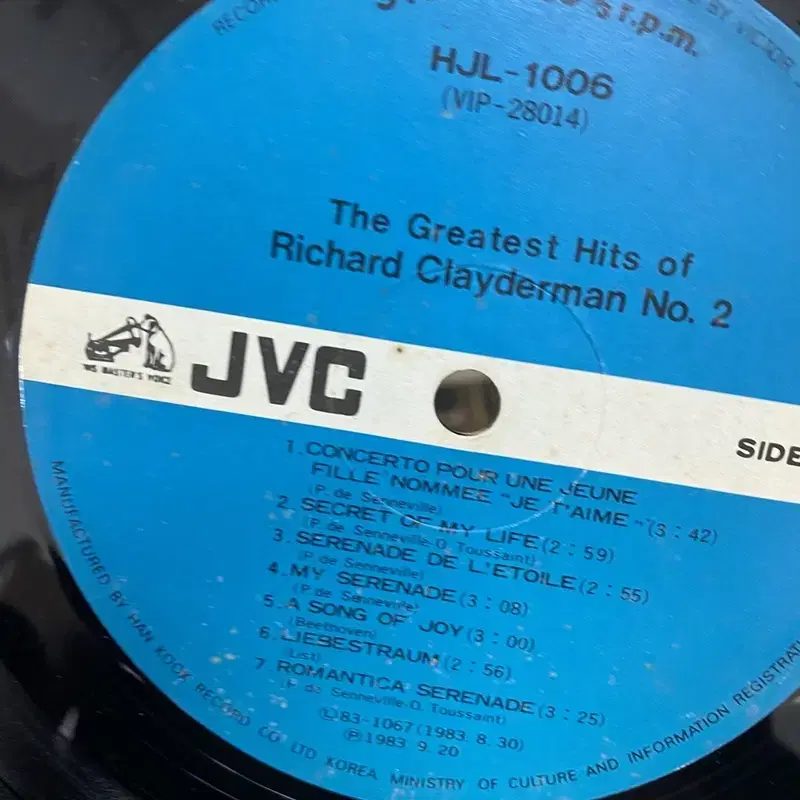 r.p.m.
HJL-1006
(VIP-28014)
The Greatest Hits of
Richard Clayderman No. 2
HIS MASTER'S VOICE
JVC
SIDE
1. CONCERTO POUR UNE JEUNE
FILLE NOMMEE "JE T'AIME" (3 : 42)
(P. de Senneville)
2. SECRET OF MY LIFE (2 : 59)
(P. de Senneville-O. Toussaint)
3. SERENADE DE L'ETOILE (2 : 55)
(P. de Senneville)
4. MY SERENADE (3 : 08)
(P. de Senneville)
5. A SONG OF JOY (3 : 00)
(Beethoven)
6. LIEBESTRAUM (2 : 56)
(List)
7. ROMANTICA SERENADE (3 : 25)
(P. de Senneville-O. Toussaint)
Ⓛ83-1067 (1983. 8. 30)
Ⓟ1983. 9. 20
MANUFACTURED BY HAN KOOK RECORD CO LTD KOREA MINISTRY OF CULTURE AND INFORMATION REGISTRATI
BY VICTOR